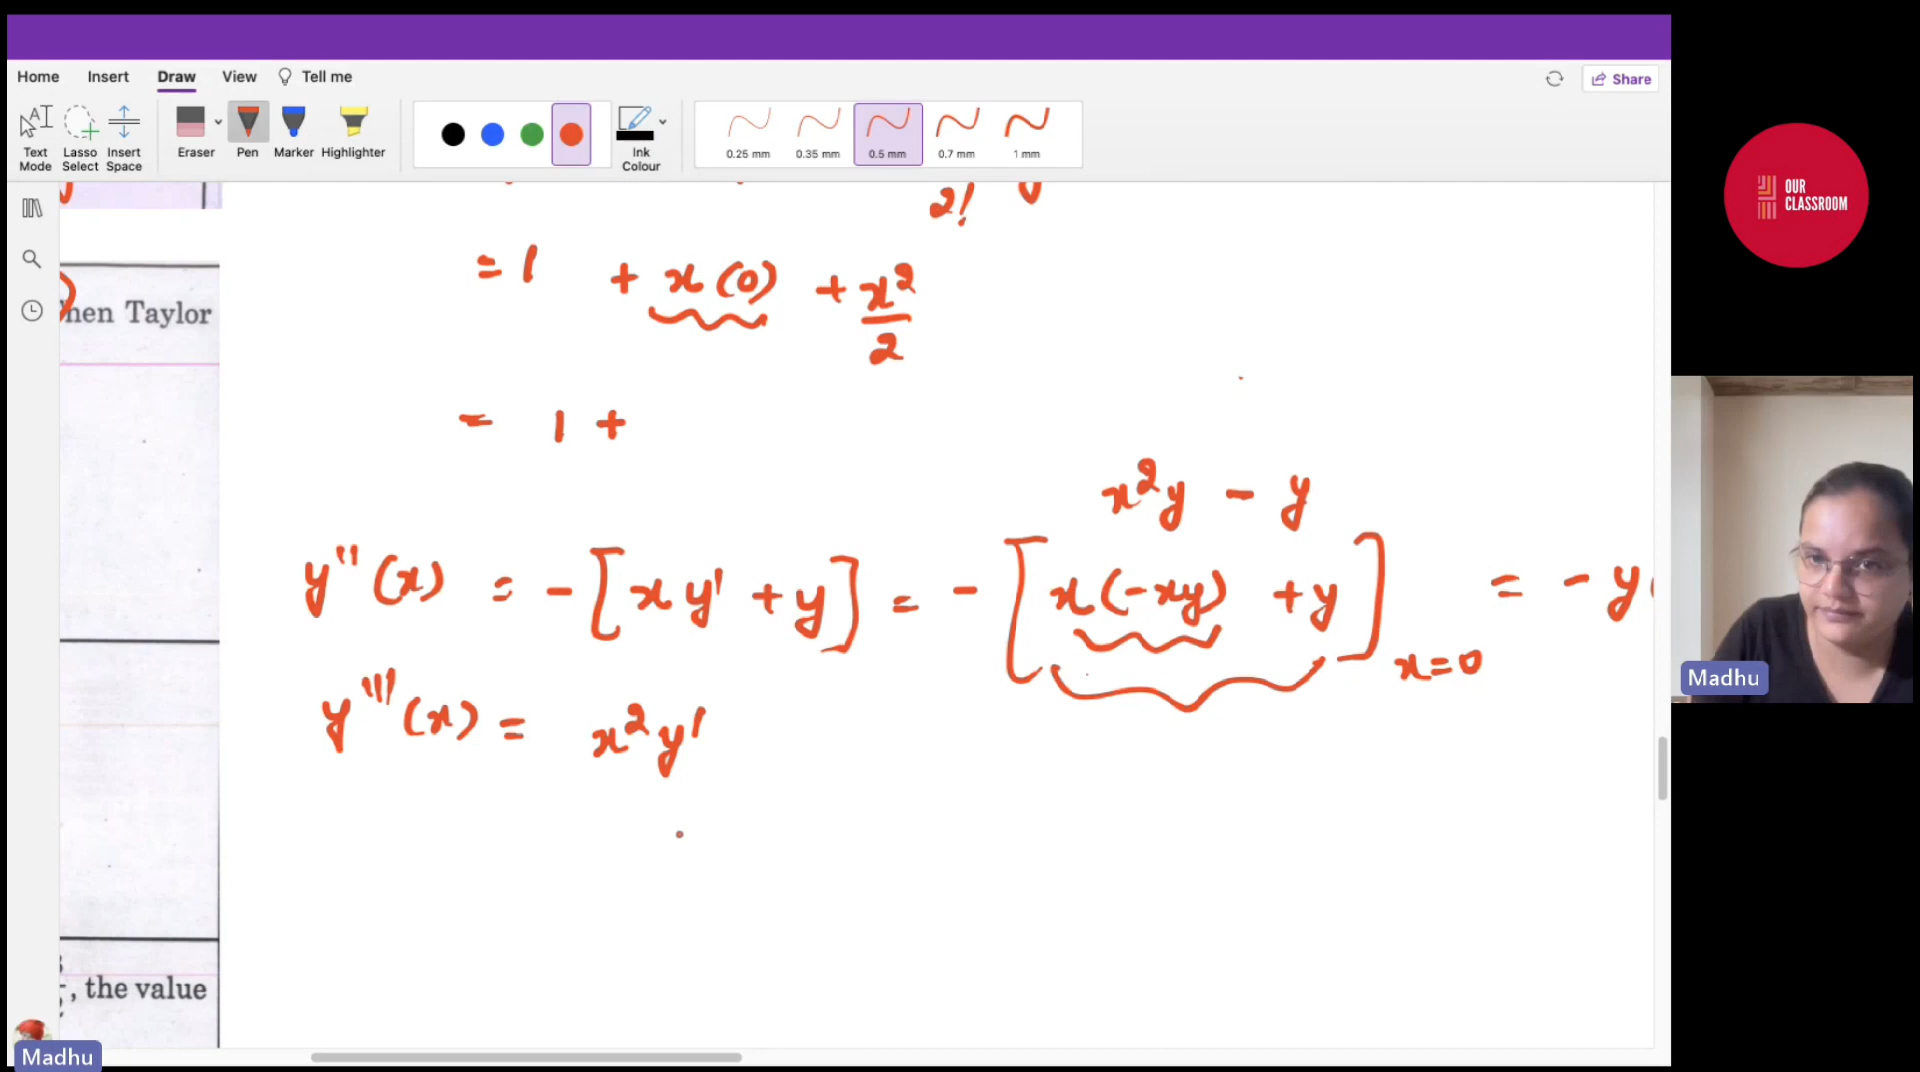 Home Insert Draw View Tell me
Share
Text Mode Lasso Select Insert Space Eraser Pen Marker Highlighter Ink Colour 0.25 mm 0.35 mm 0.5 mm 0.7 mm 1 mm
OUR CLASSROOM
2!
= 1 + x(0) + x²/2
hen Taylor
= 1 +
x²y - y
y''(x) = -[xy' + y] = -[x(-xy) + y] x=0 = -y
y'''(x) = x²y'
Madhu
, the value
Madhu